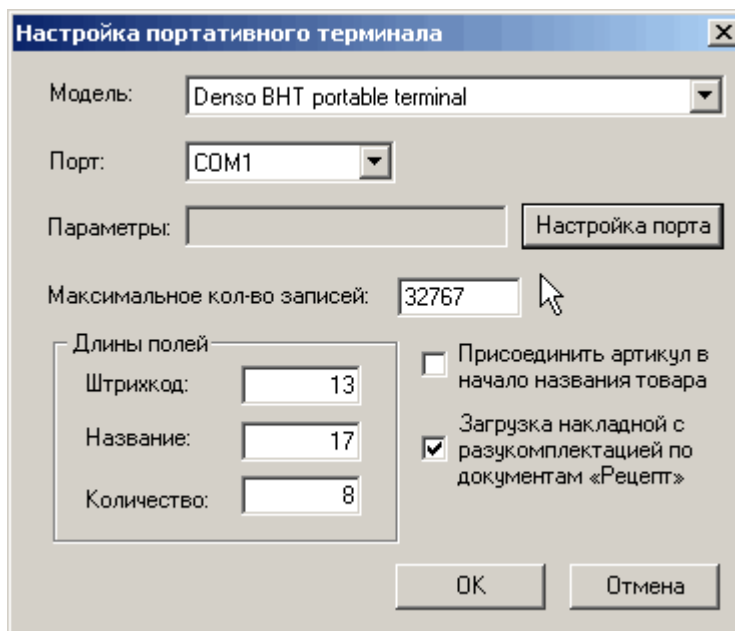 Настройка портативного терминала
Модель: Denso BHT portable terminal
Порт: COM1
Параметры: Настройка порта
Максимальное кол-во записей: 32767
Длины полей
Штрихкод: 13
Название: 17
Количество: 8
Присоединить артикул в
начало названия товара
Загрузка накладной с
разукомплектацией по
документам «Рецепт»
OK Отмена